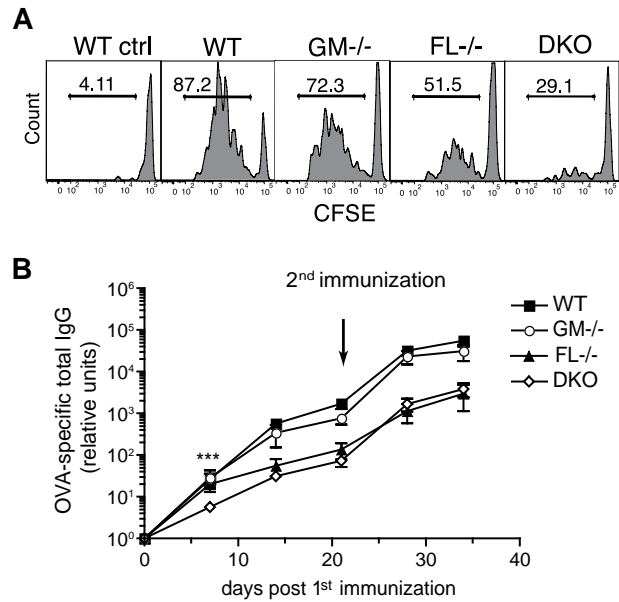 A
WT ctrl WT GM-/- FL-/- DKO
4.11 87.2 72.3 51.5 29.1
Count
0 10² 10³ 10⁴ 10⁵ 0 10² 10³ 10⁴ 10⁵ 0 10² 10³ 10⁴ 10⁵ 0 10² 10³ 10⁴ 10⁵ 0 10² 10³ 10⁴ 10⁵
CFSE
B
2nd immunization
OVA-specific total IgG
(relative units)
10⁶
10⁵
10⁴
10³
10²
10¹
10⁰
***
WT
GM-/-
FL-/-
DKO
0 10 20 30 40
days post 1st immunization